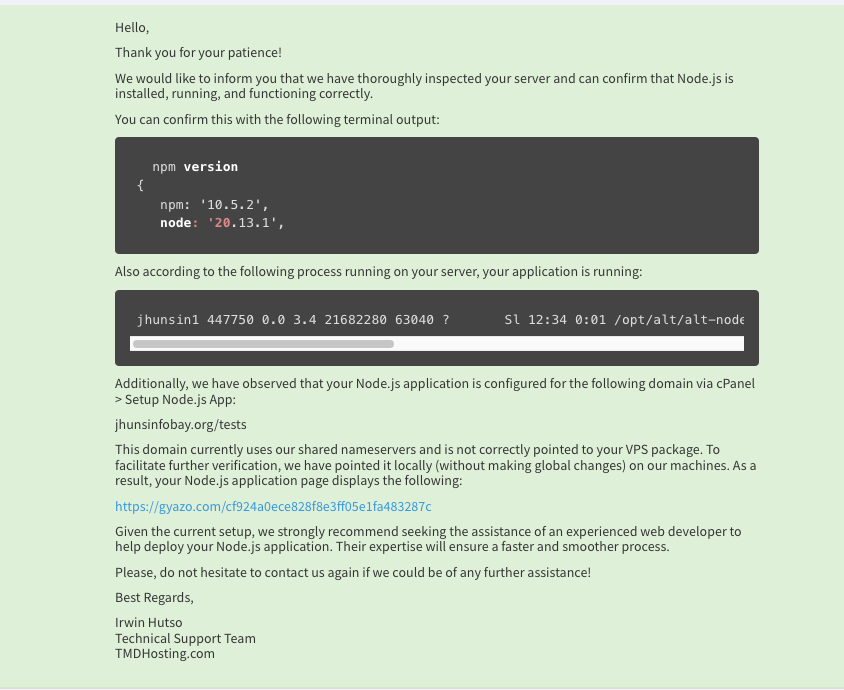 Hello,
Thank you for your patience!
We would like to inform you that we have thoroughly inspected your server and can confirm that Node.js is
installed, running, and functioning correctly.
You can confirm this with the following terminal output:
npm version
{
npm: '10.5.2',
node: '20.13.1',
Also according to the following process running on your server, your application is running:
jhunsin1 447750 0.0 3.4 21682280 63040 ? Sl 12:34 0:01 /opt/alt/alt-node
Additionally, we have observed that your Node.js application is configured for the following domain via cPanel
> Setup Node.js App:
jhunsinfobay.org/tests
This domain currently uses our shared nameservers and is not correctly pointed to your VPS package. To
facilitate further verification, we have pointed it locally (without making global changes) on our machines. As a
result, your Node.js application page displays the following:
https://gyazo.com/cf924a0ece828f8e3ff05e1fa483287c
Given the current setup, we strongly recommend seeking the assistance of an experienced web developer to
help deploy your Node.js application. Their expertise will ensure a faster and smoother process.
Please, do not hesitate to contact us again if we could be of any further assistance!
Best Regards,
Irwin Hutso
Technical Support Team
TMDHosting.com